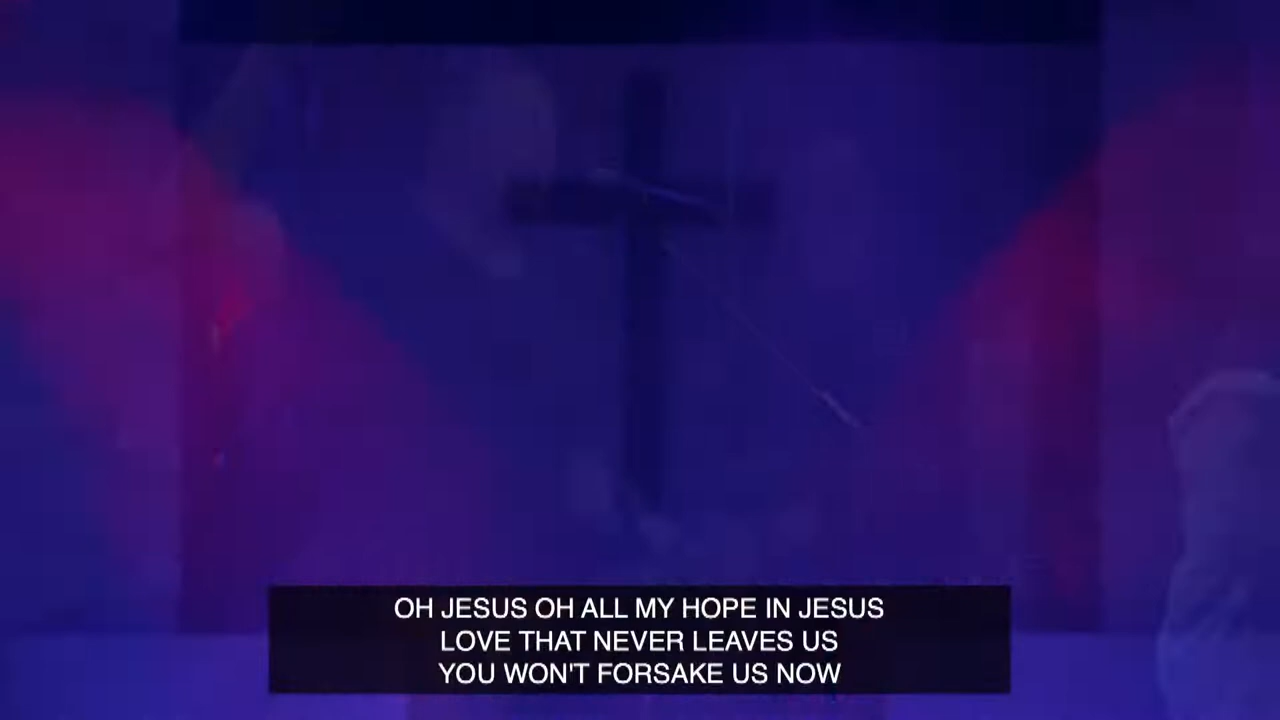 OH JESUS OH ALL MY HOPE IN JESUS
LOVE THAT NEVER LEAVES US
YOU WON'T FORSAKE US NOW